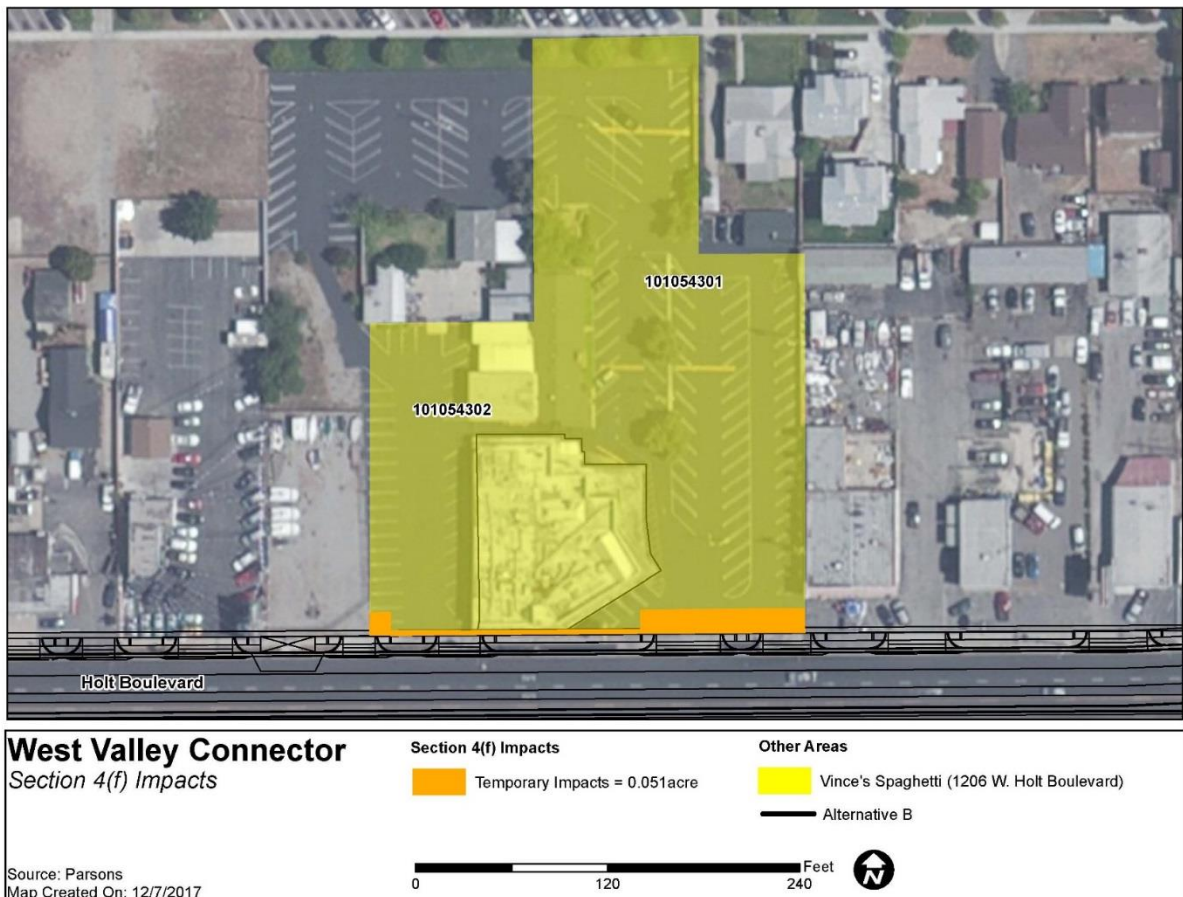 101054301
101054302
Holt Boulevard
West Valley Connector
Section 4(f) Impacts
Section 4(f) Impacts
Temporary Impacts = 0.051acre
Other Areas
Vince's Spaghetti (1206 W. Holt Boulevard)
Alternative B
Source: Parsons
Map Created On: 12/7/2017
Feet
0 120 240
N